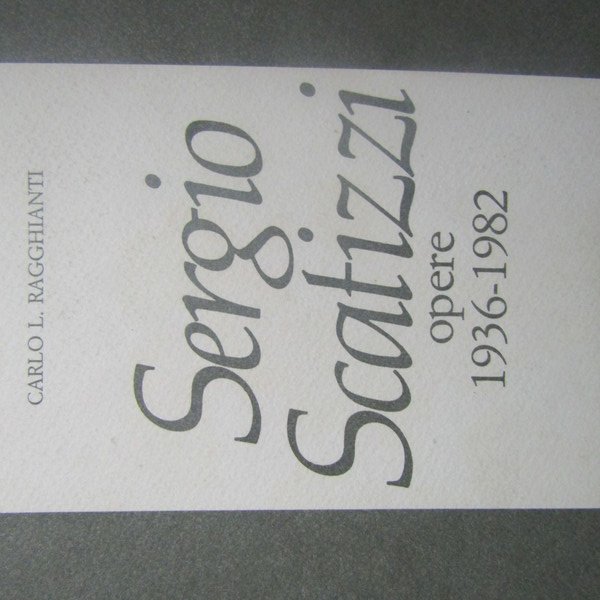 CARLO L. RAGGHIANTI
Sergio
Scatizzi
opere
1936-1982